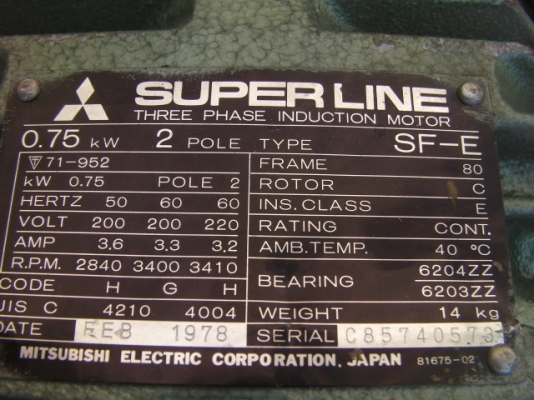 SUPER LINE
THREE PHASE INDUCTION MOTOR
0.75 kW 2 POLE TYPE SF-E
71-952
kW 0.75 POLE 2
HERTZ 50 60 60
VOLT 200 200 220
AMP 3.6 3.3 3.2
R.P.M. 2840 3400 3410
CODE H G H
JIS C 4210 4004
DATE FEB 1978
FRAME 80
ROTOR C
INS. CLASS E
RATING CONT.
AMB. TEMP. 40 °C
BEARING 6204ZZ
6203ZZ
WEIGHT 14 kg
SERIAL C85740573
MITSUBISHI ELECTRIC CORPORATION, JAPAN 81675-02